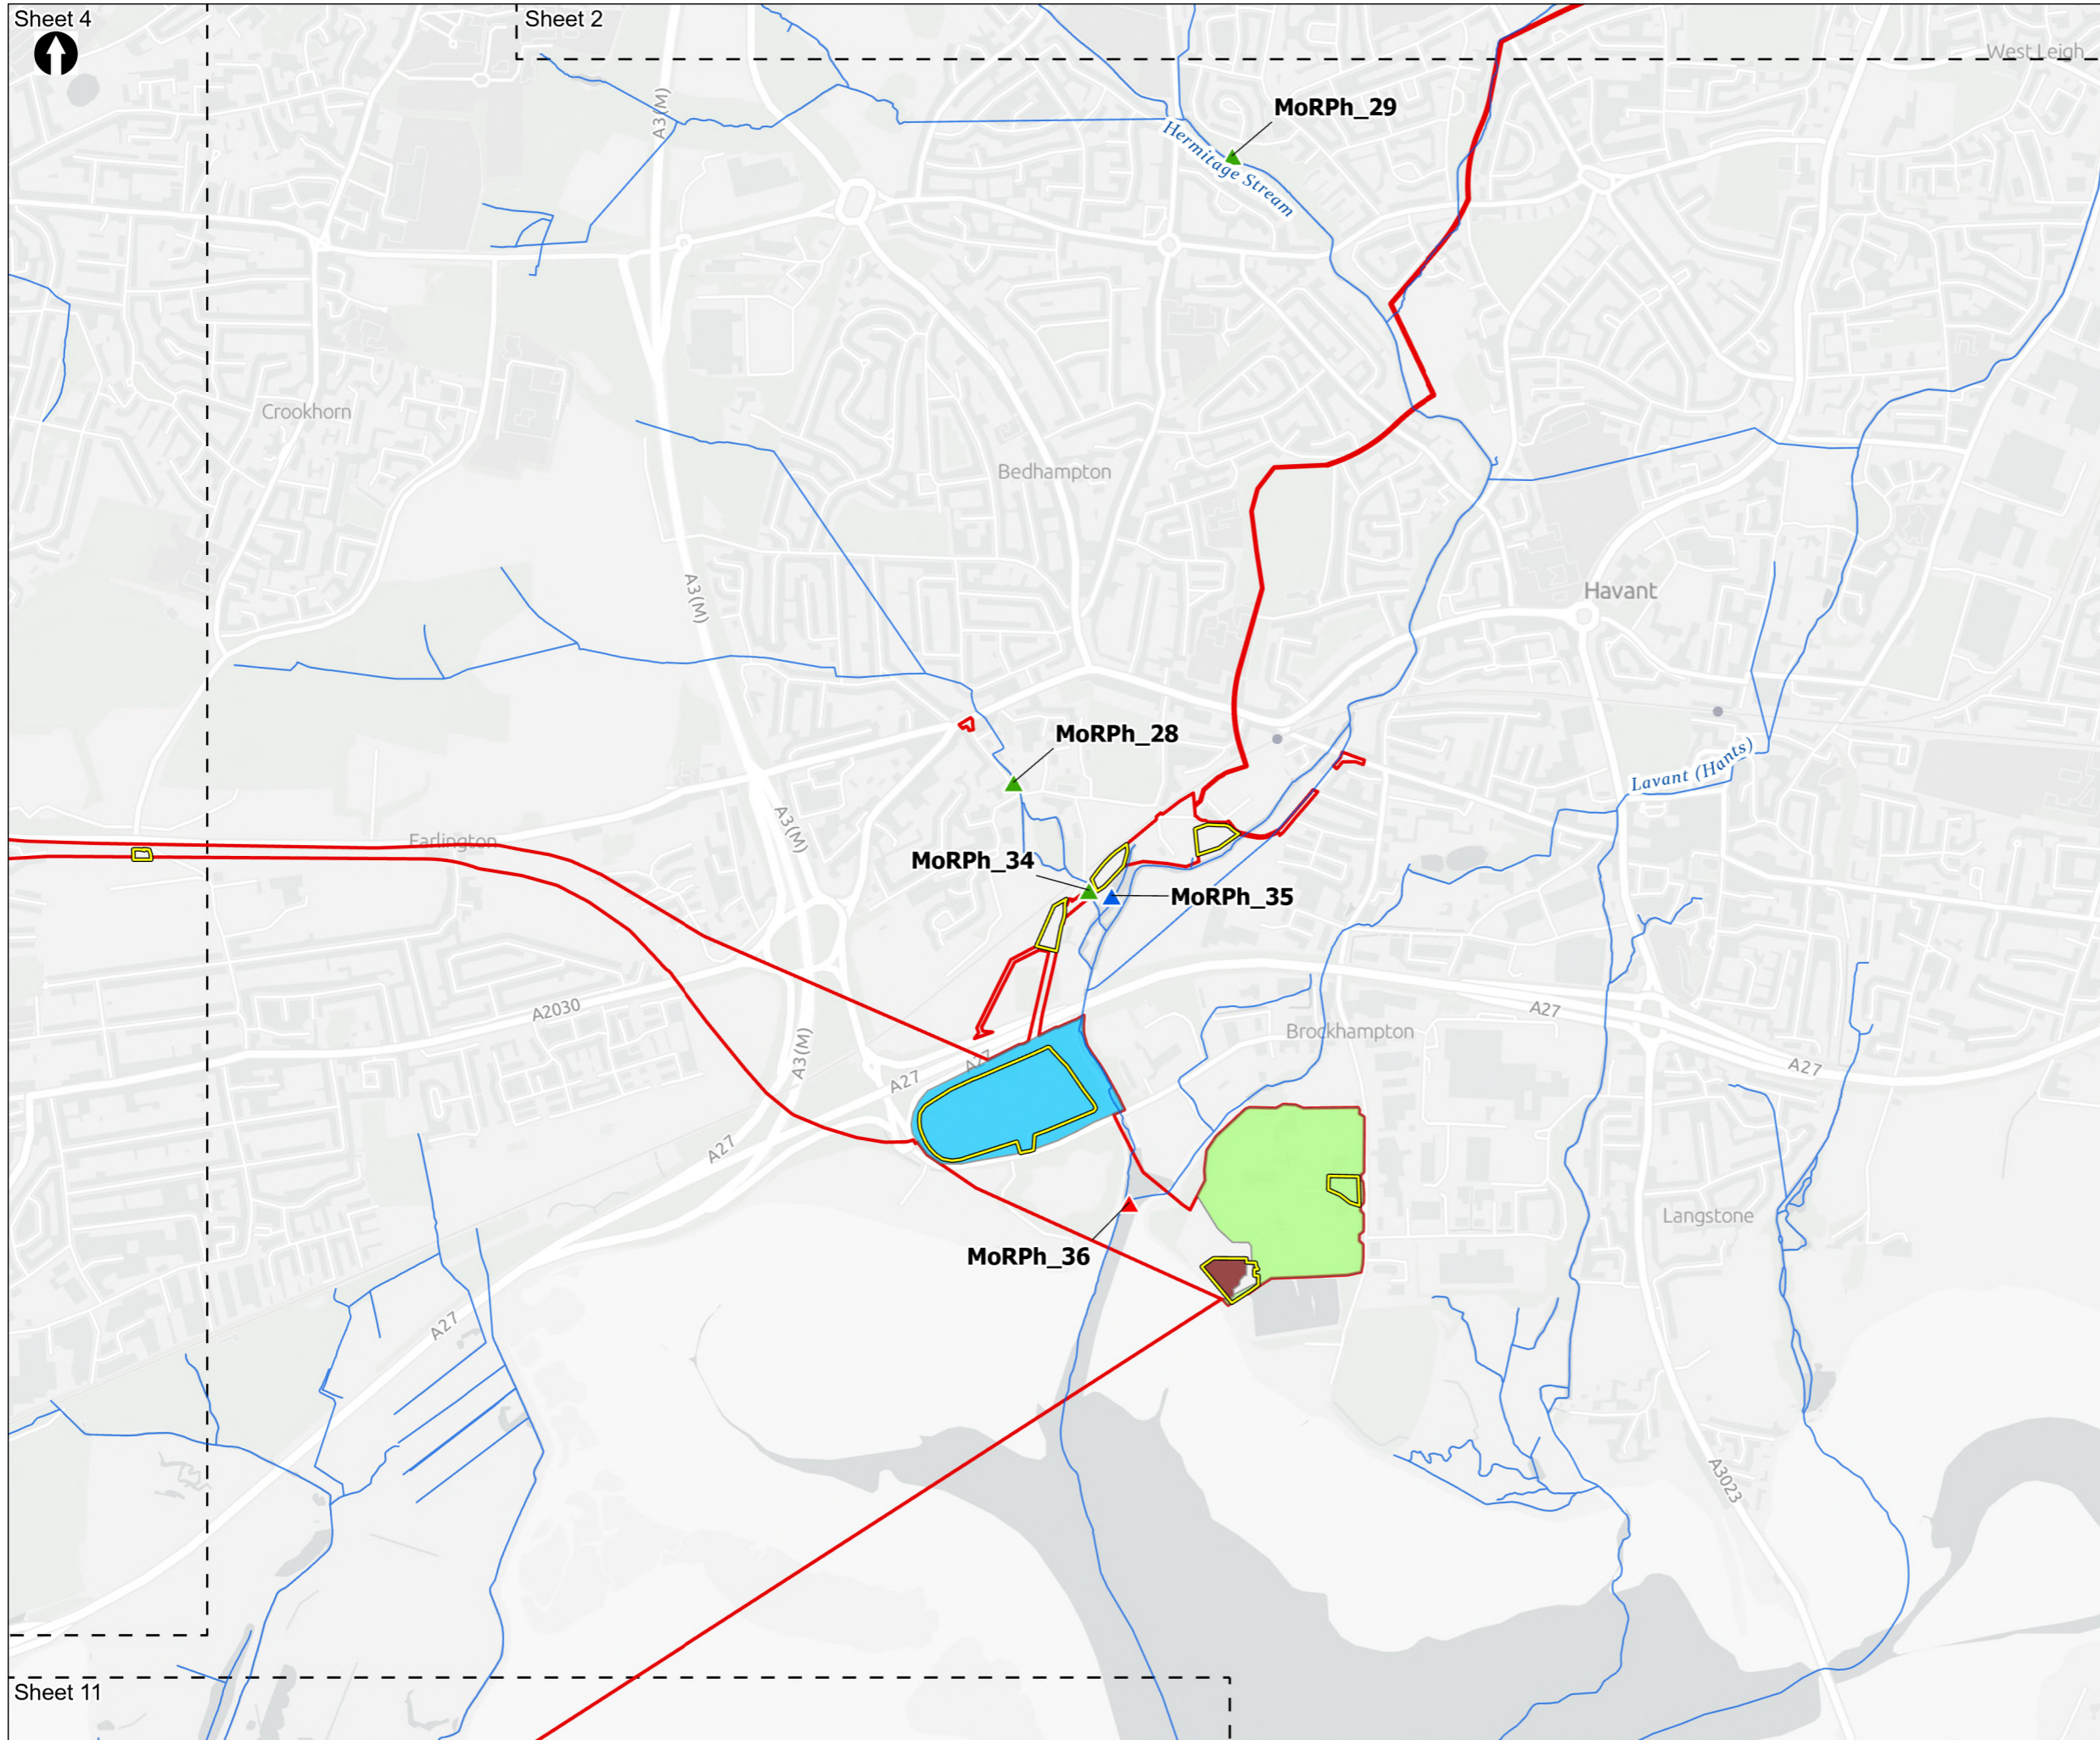 Sheet 4
Sheet 2
West Leigh
A3(M)
MoRPh_29
Hermitage Stream
Crookhorn
Bedhampton
A3(M)
Havant
MoRPh_28
Lavant (Hants)
Farlington
A3(M)
MoRPh_34
MoRPh_35
A2030
A27
Brockhampton
A3(M)
A27
A27
A27
A27
Langstone
MoRPh_36
A27
A3023
Sheet 11